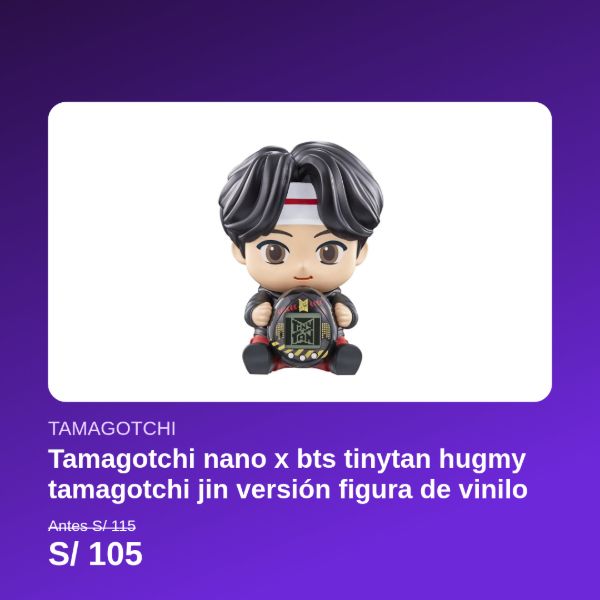 TAMAGOTCHI
Tamagotchi nano x bts tinytan hugmy
tamagotchi jin versión figura de vinilo
Antes S/ 115
S/ 105